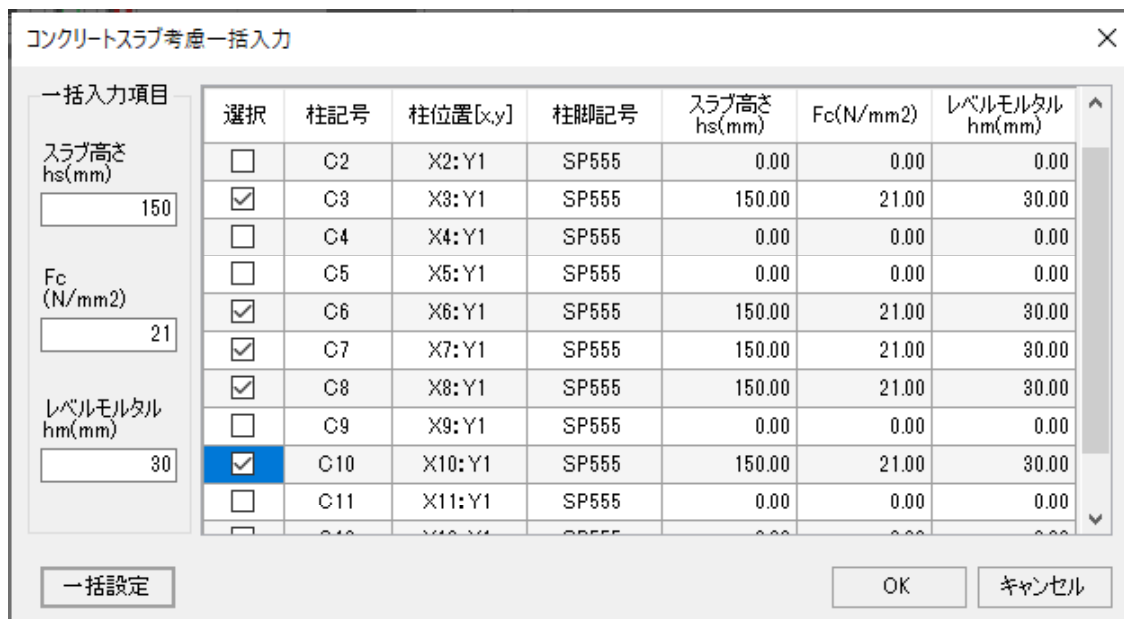 コンクリートスラブ考慮一括入力
一括入力項目
スラブ高さ
hs(mm)
150
Fc
(N/mm2)
21
レベルモルタル
hm(mm)
30
選択 柱記号 柱位置[x,y] 柱脚記号 スラブ高さ hs(mm) Fc(N/mm2) レベルモルタル hm(mm)
C2 X2:Y1 SP555 0.00 0.00 0.00
C3 X3:Y1 SP555 150.00 21.00 30.00
C4 X4:Y1 SP555 0.00 0.00 0.00
C5 X5:Y1 SP555 0.00 0.00 0.00
C6 X6:Y1 SP555 150.00 21.00 30.00
C7 X7:Y1 SP555 150.00 21.00 30.00
C8 X8:Y1 SP555 150.00 21.00 30.00
C9 X9:Y1 SP555 0.00 0.00 0.00
C10 X10:Y1 SP555 150.00 21.00 30.00
C11 X11:Y1 SP555 0.00 0.00 0.00
一括設定
OK
キャンセル